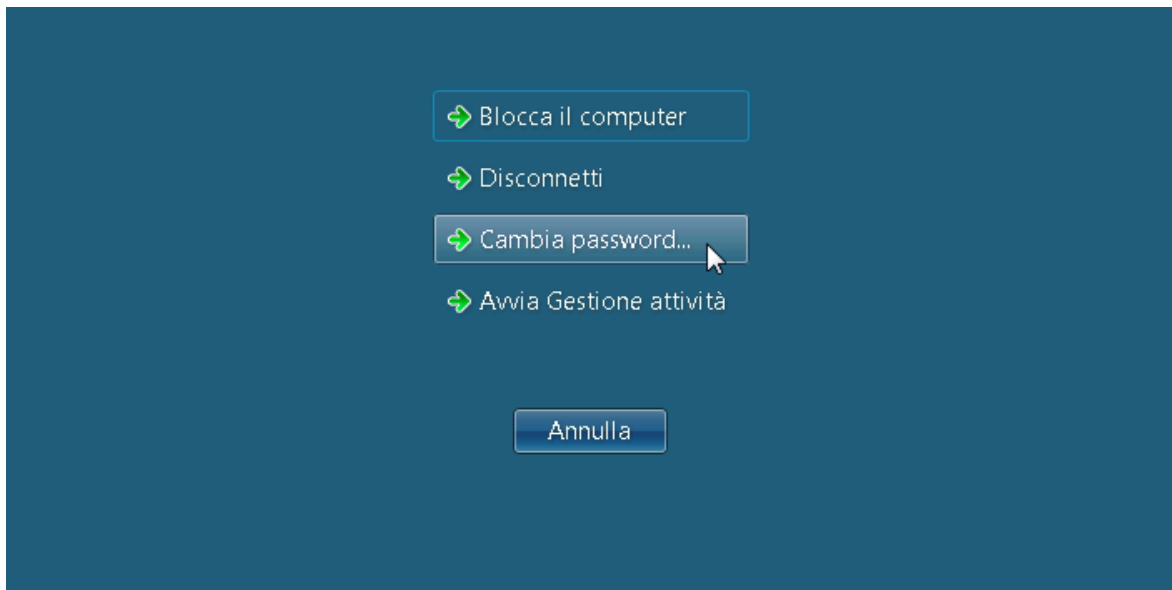 Blocca il computer
Disconnetti
Cambia password...
Avvia Gestione attività
Annulla